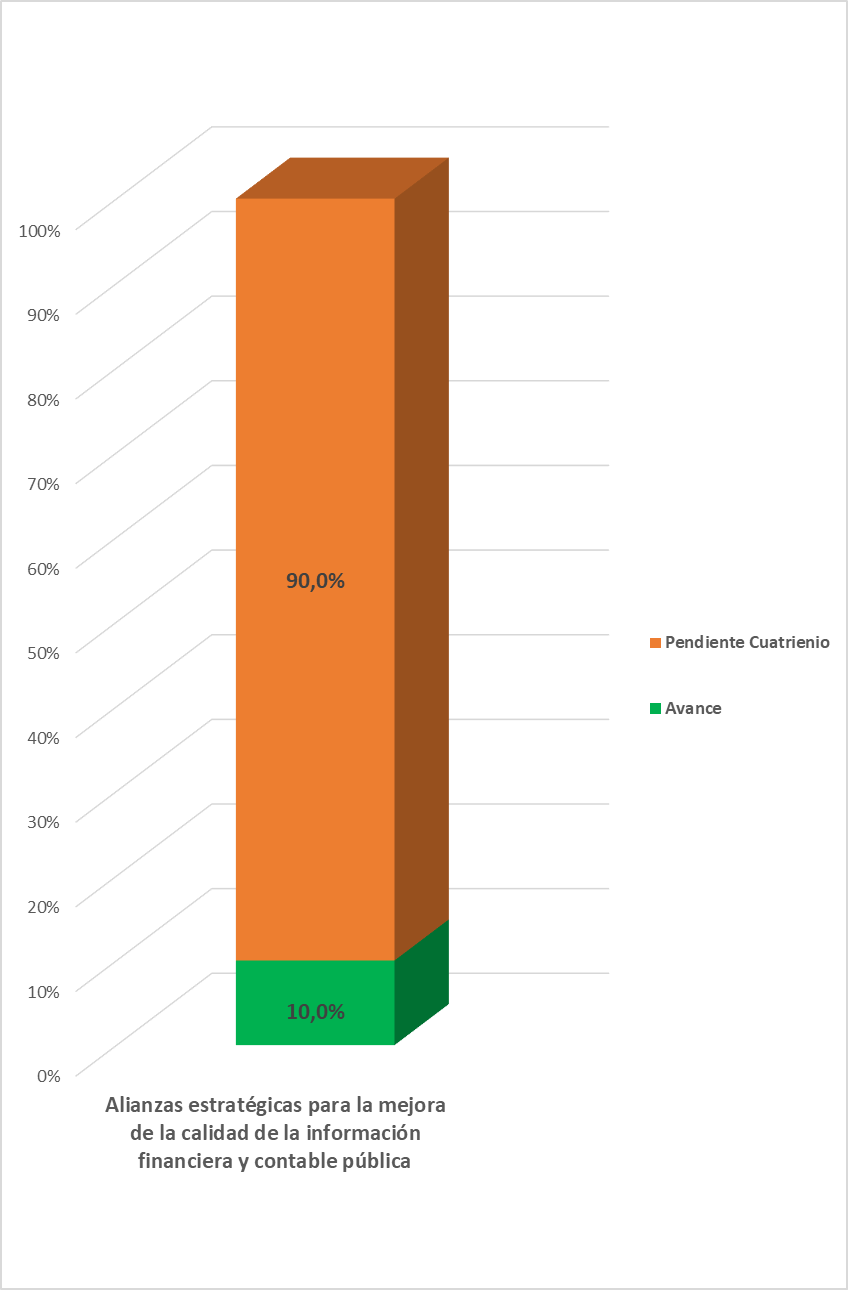 100%
90%
80%
70%
60%
50%
40%
30%
20%
10%
0%
90,0%
10,0%
Pendiente Cuatrienio
Avance
Alianzas estratégicas para la mejora
de la calidad de la información
financiera y contable pública